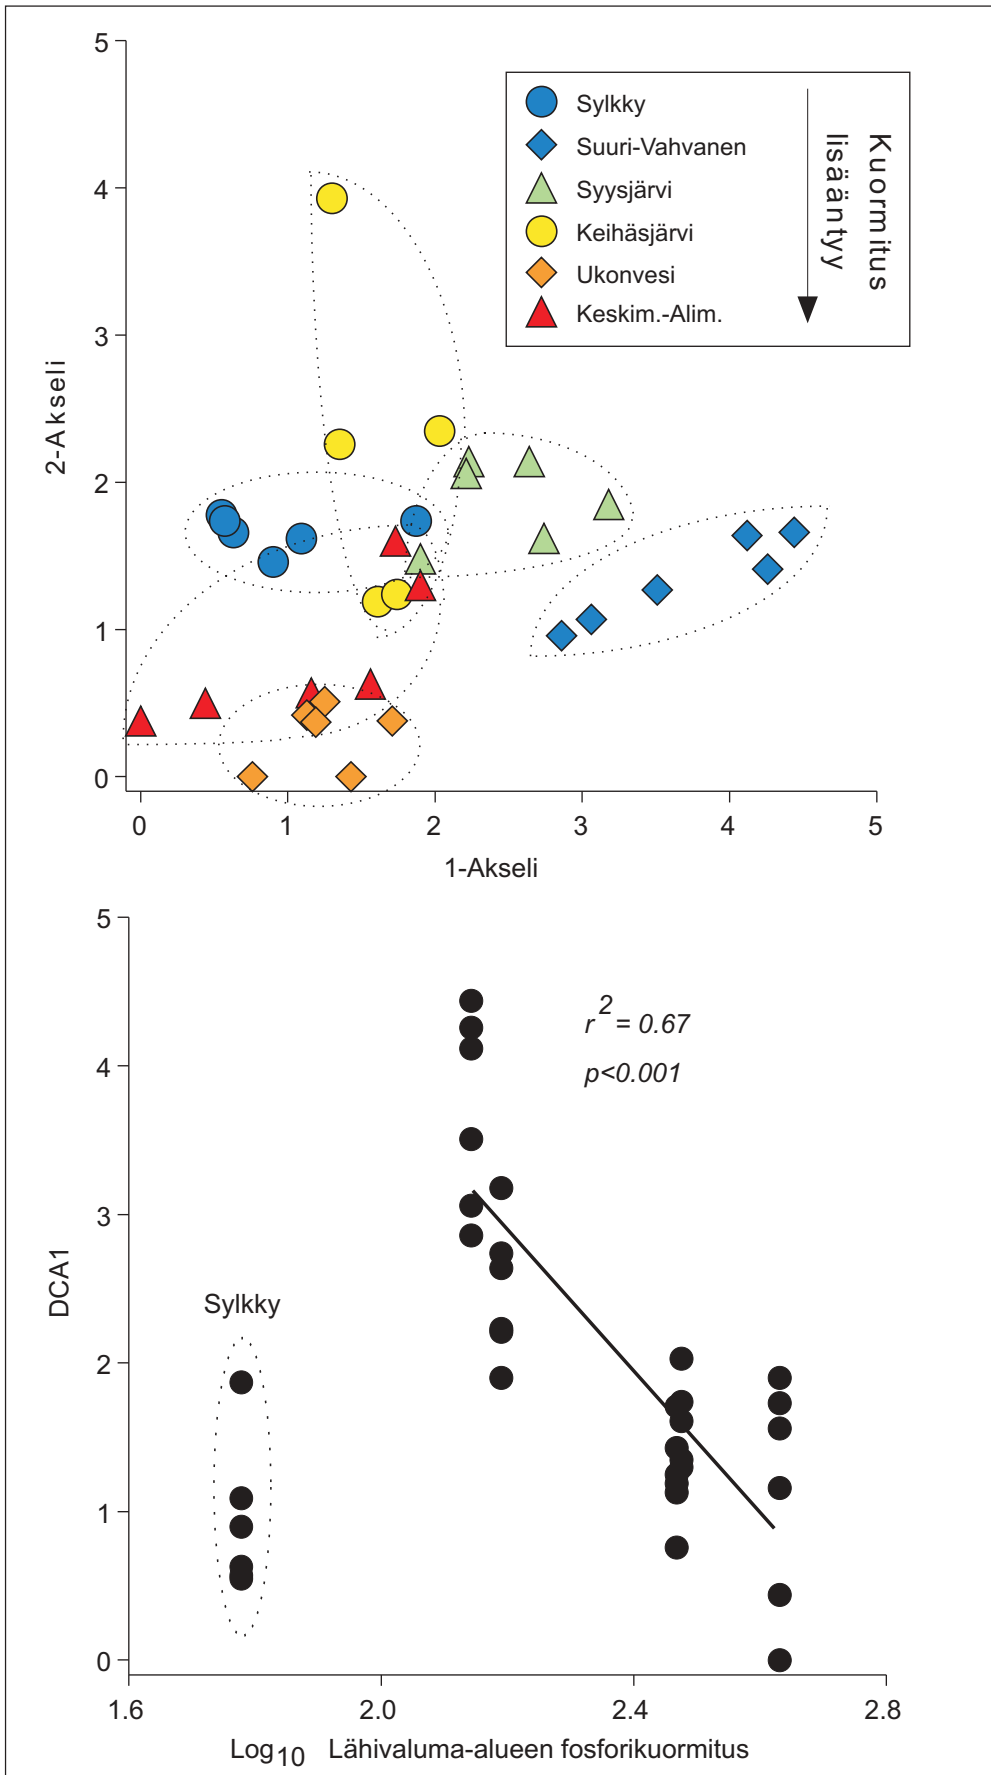 5
4
3
2
1
0
2-Akseli
Sylkky
Suuri-Vahvanen
Syysjärvi
Keihäsjärvi
Ukonvesi
Keskim.-Alim.
Kuormitus
lisääntyy
0 1 2 3 4 5
1-Akseli
5
4
3
2
1
0
DCA1
r2 = 0.67
p<0.001
Sylkky
1.6 2.0 2.4 2.8
Log10 Lähivaluma-alueen fosforikuormitus